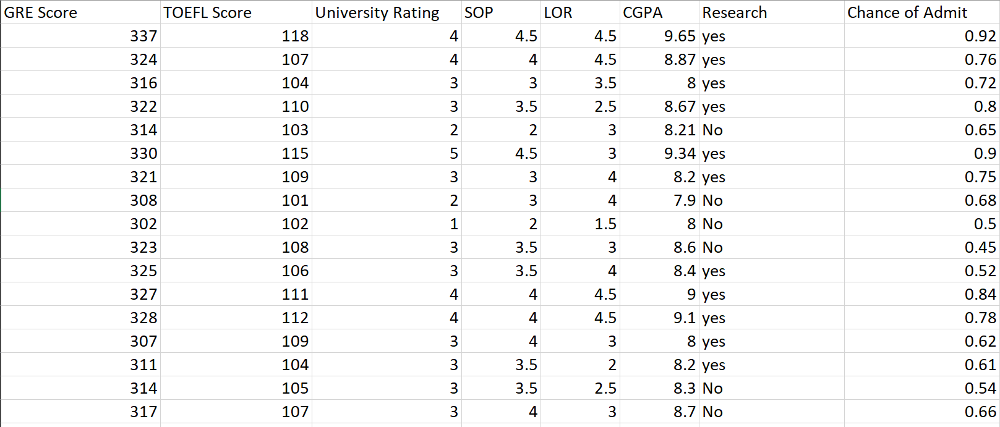 GRE Score TOEFL Score University Rating SOP LOR CGPA Research Chance of Admit
337 118 4 4.5 4.5 9.65 yes 0.92
324 107 4 4 4.5 8.87 yes 0.76
316 104 3 3 3.5 8 yes 0.72
322 110 3 3.5 2.5 8.67 yes 0.8
314 103 2 2 3 8.21 No 0.65
330 115 5 4.5 3 9.34 yes 0.9
321 109 3 3 4 8.2 yes 0.75
308 101 2 3 4 7.9 No 0.68
302 102 1 2 1.5 8 No 0.5
323 108 3 3.5 3 8.6 No 0.45
325 106 3 3.5 4 8.4 yes 0.52
327 111 4 4 4.5 9 yes 0.84
328 112 4 4 4.5 9.1 yes 0.78
307 109 3 4 3 8 yes 0.62
311 104 3 3.5 2 8.2 yes 0.61
314 105 3 3.5 2.5 8.3 No 0.54
317 107 3 4 3 8.7 No 0.66